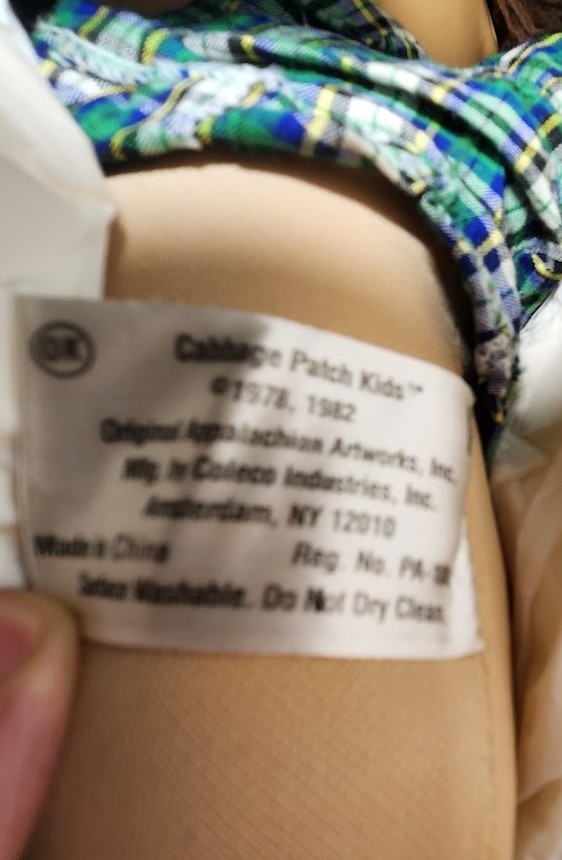 OK
Cabbage Patch Kids™
©1978, 1982
Original Appalachian Artworks, Inc.
Mfg. by Coleco Industries, Inc.
Amsterdam, NY 12010
Made in China Reg. No. PA-
Surface Washable. Do Not Dry Clean.